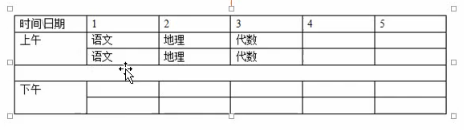 时间\日期 1 2 3 4 5
上午 语文 地理 代数
语文 地理 代数
下午